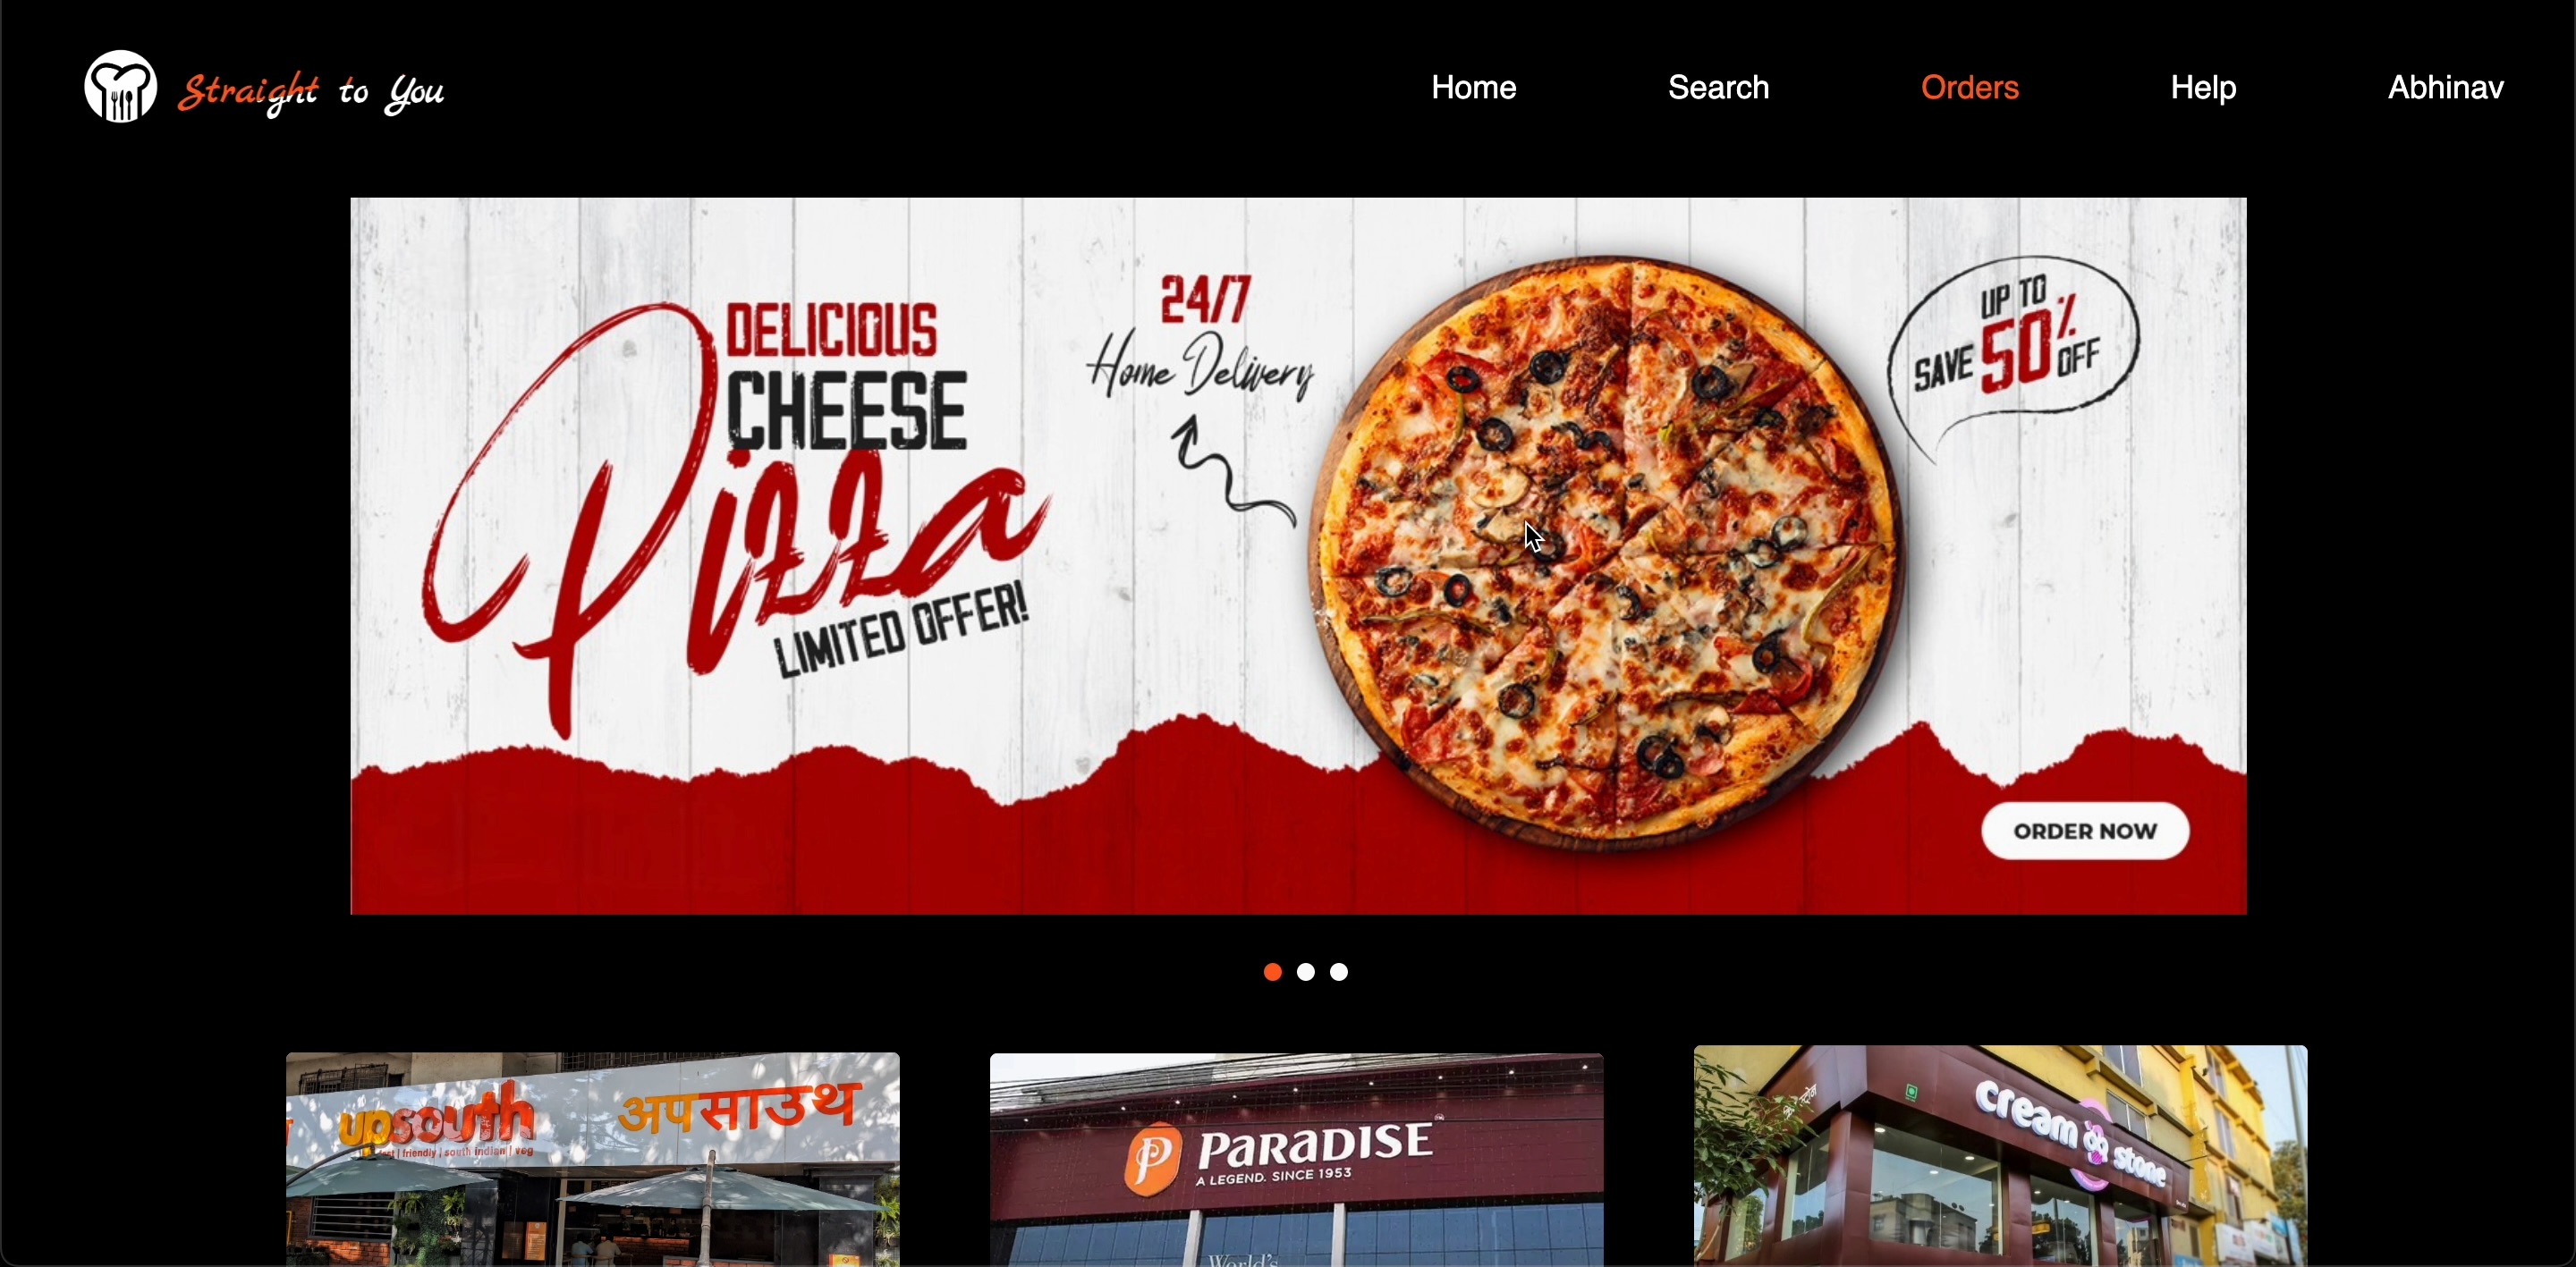 Straight to You
Home
Search
Orders
Help
Abhinav
DELICIOUS
CHEESE
Pizza
LIMITED OFFER!
24/7
Home Delivery
UP TO
SAVE 50% OFF
ORDER NOW
upsouth
friendly | south indian | veg
अपसाउथ
P PARADISE
A LEGEND. SINCE 1953
World's
cream stone